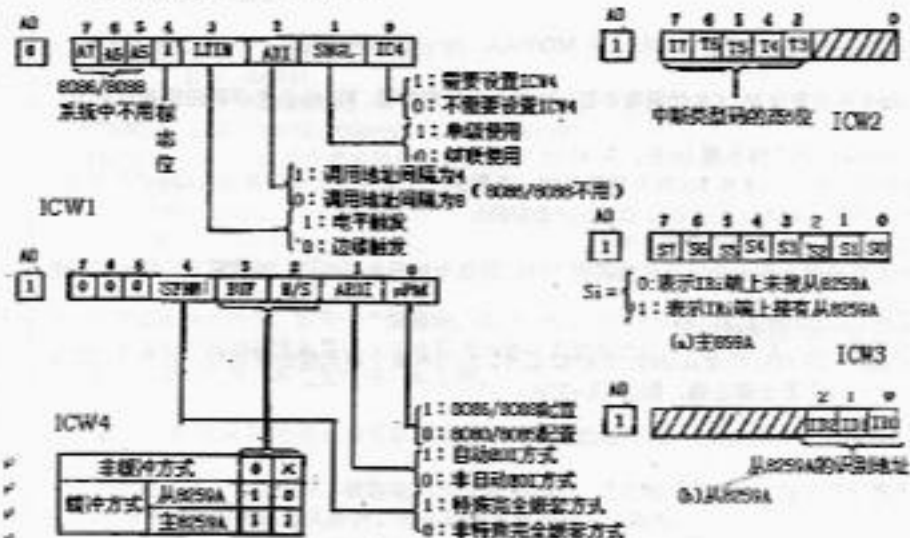 A0 7 6 5 4 3 2 1 0
0 A7 A6 A5 1 LTIM ADI SNGL IC4
8086/8088
系统中不用
标志位
1：需要设置ICW4
0：不需要设置ICW4
1：单级使用
0：级联使用
1：调用地址间隔为4
0：调用地址间隔为8 （8086/8088不用）
1：电平触发
0：边缘触发
ICW1
A0 7 6 5 4 3 2 1 0
1 0 0 0 SFNM BUF M/S AEOI μPM
ICW4
1：8086/8088配置
0：8080/8085配置
1：自动EOI方式
0：非自动EOI方式
1：特殊完全嵌套方式
0：非特殊完全嵌套方式
非缓冲方式 0 ×
缓冲方式 从8259A 1 0
主8259A 1 1
A0 7 6 5 4 3 0
1 T7 T6 T5 T4 T3
中断类型码的高5位
ICW2
A0 7 6 5 4 3 2 1 0
1 S7 S6 S5 S4 S3 S2 S1 S0
Si=
0:表示IRi端上未接从8259A
1：表示IRi端上接有从8259A
(a)主859A
ICW3
A0 2 1 0
1 ID2 ID1 ID0
从8259A的识别地址
(b)从8259A